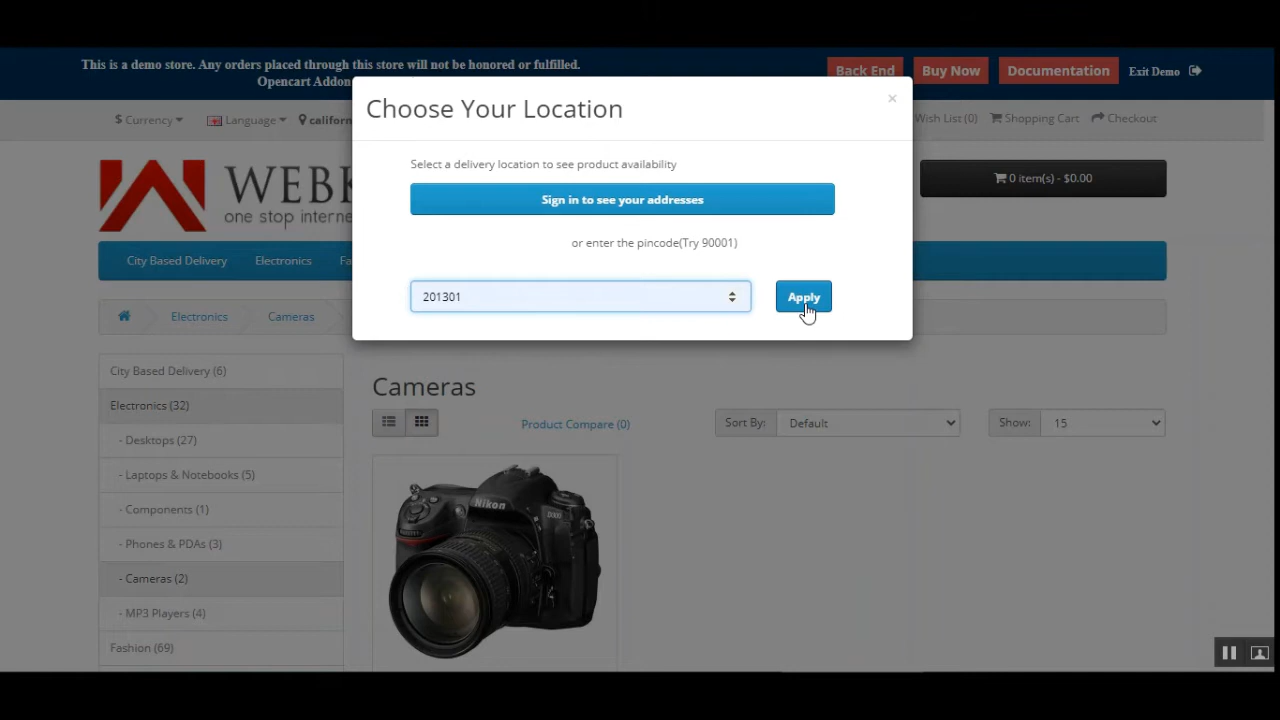 This is a demo store. Any orders placed through this store will not be honored or fulfilled.
Opencart Addon
Back End
Buy Now
Documentation
Exit Demo
Choose Your Location
×
$ Currency
Language
californ
Wish List (0)
Shopping Cart
Checkout
Select a delivery location to see product availability
WEBK
one stop interne
Sign in to see your addresses
0 item(s) - $0.00
or enter the pincode(Try 90001)
City Based Delivery
Electronics
Fa
201301
Apply
Electronics
Cameras
City Based Delivery (6)
Electronics (32)
- Desktops (27)
- Laptops & Notebooks (5)
- Components (1)
- Phones & PDAs (3)
- Cameras (2)
- MP3 Players (4)
Fashion (69)
Cameras
Product Compare (0)
Sort By:
Default
Show:
15
Nikon
D300